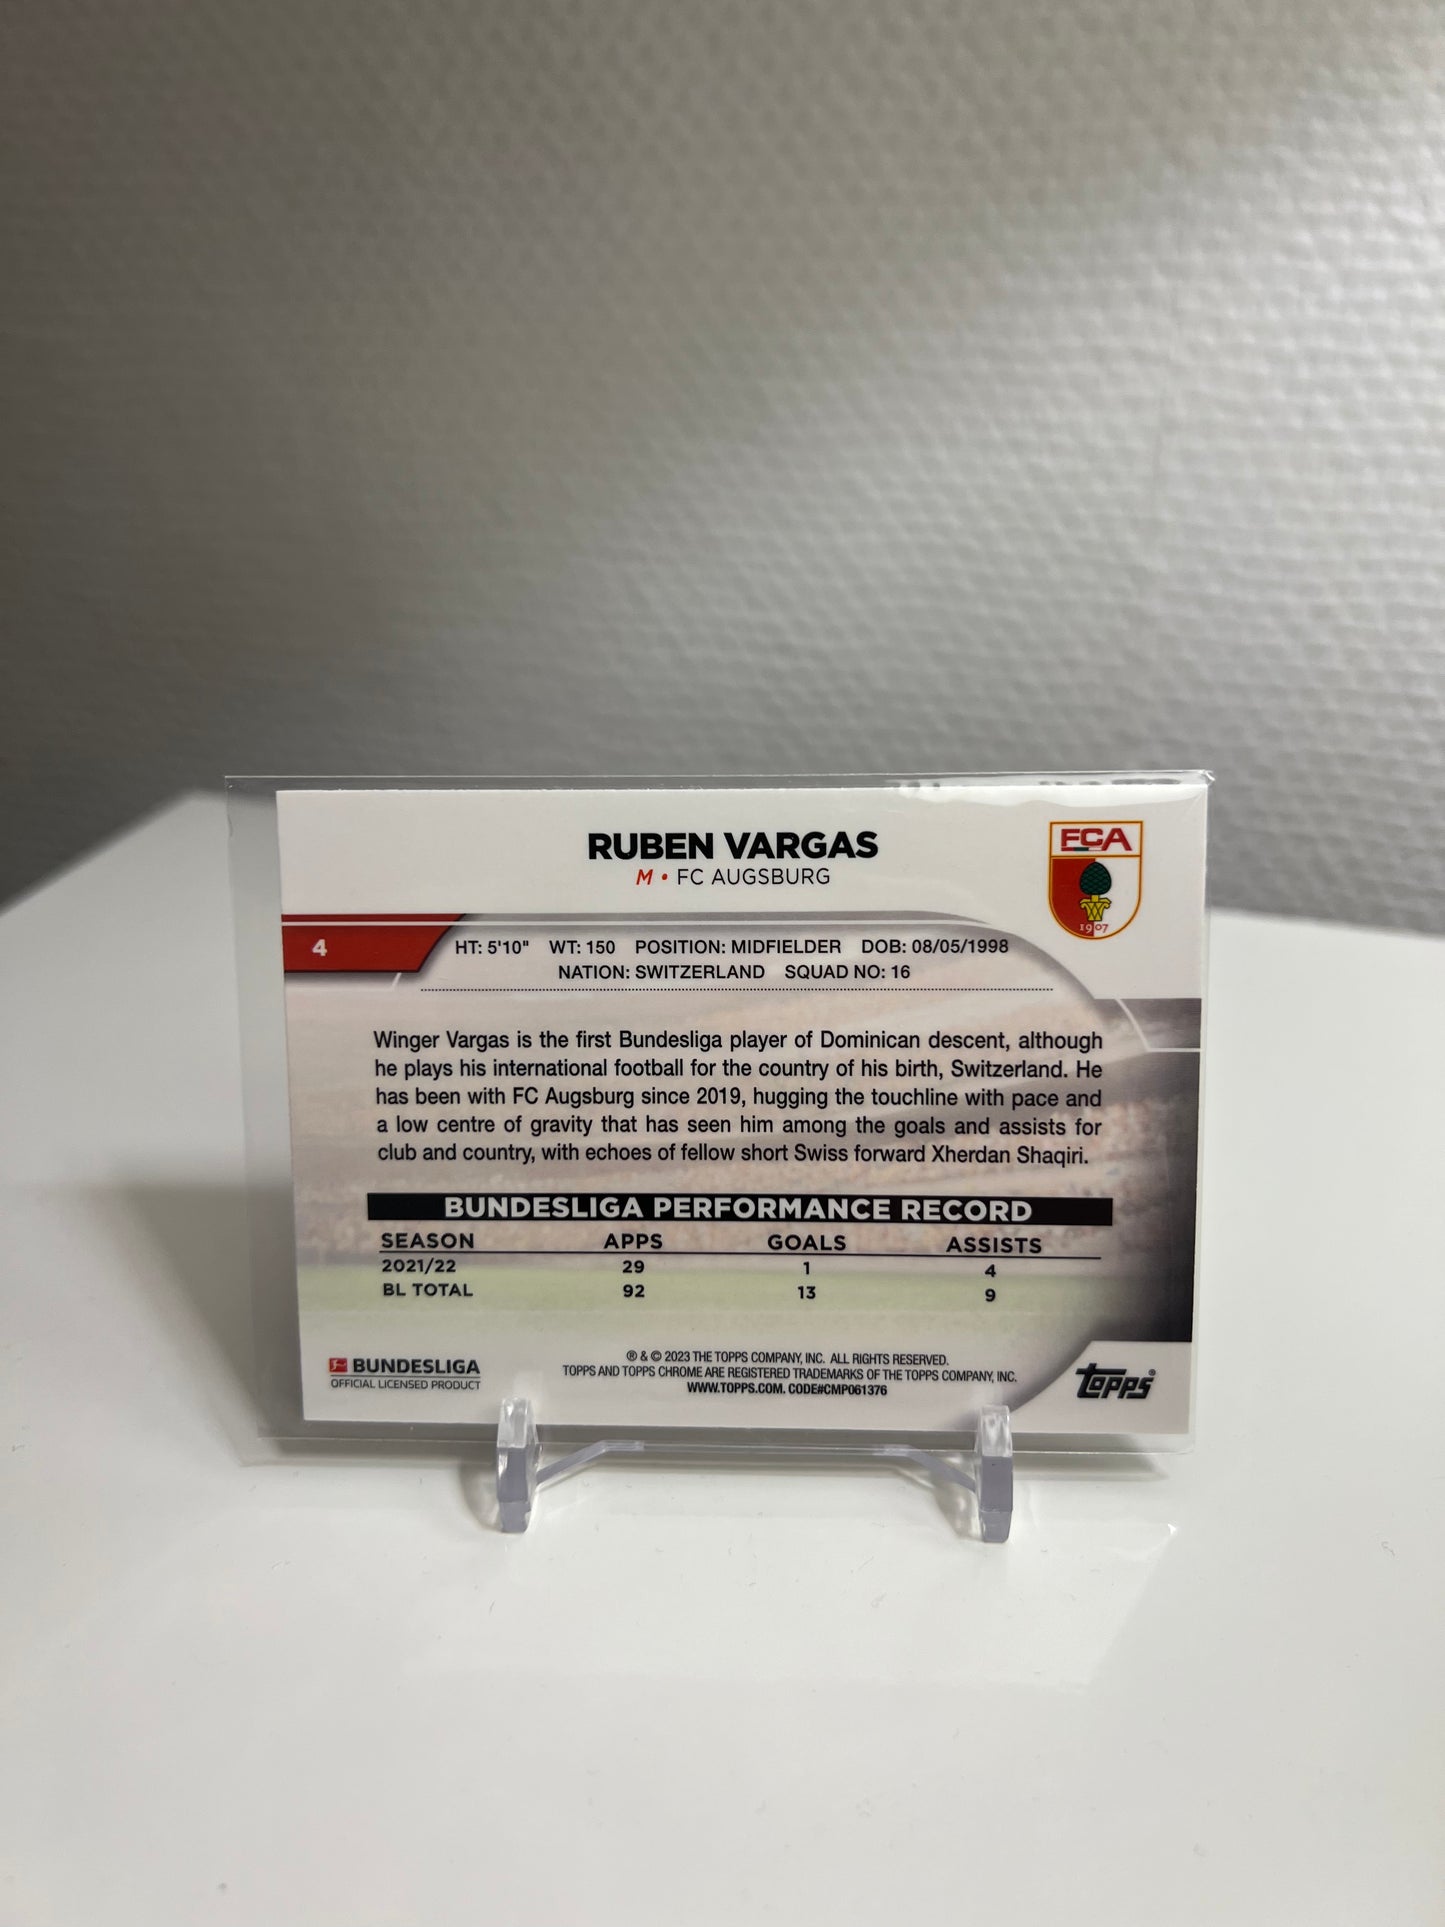 RUBEN VARGAS
M • FC AUGSBURG
FCA
1907
4
HT: 5'10" WT: 150 POSITION: MIDFIELDER DOB: 08/05/1998
NATION: SWITZERLAND SQUAD NO: 16
Winger Vargas is the first Bundesliga player of Dominican descent, although
he plays his international football for the country of his birth, Switzerland. He
has been with FC Augsburg since 2019, hugging the touchline with pace and
a low centre of gravity that has seen him among the goals and assists for
club and country, with echoes of fellow short Swiss forward Xherdan Shaqiri.
BUNDESLIGA PERFORMANCE RECORD
SEASON APPS GOALS ASSISTS
2021/22 29 1 4
BL TOTAL 92 13 9
BUNDESLIGA
OFFICIAL LICENSED PRODUCT
® & © 2023 THE TOPPS COMPANY, INC. ALL RIGHTS RESERVED.
TOPPS AND TOPPS CHROME ARE REGISTERED TRADEMARKS OF THE TOPPS COMPANY, INC.
WWW.TOPPS.COM. CODE#CMP061376
topps®